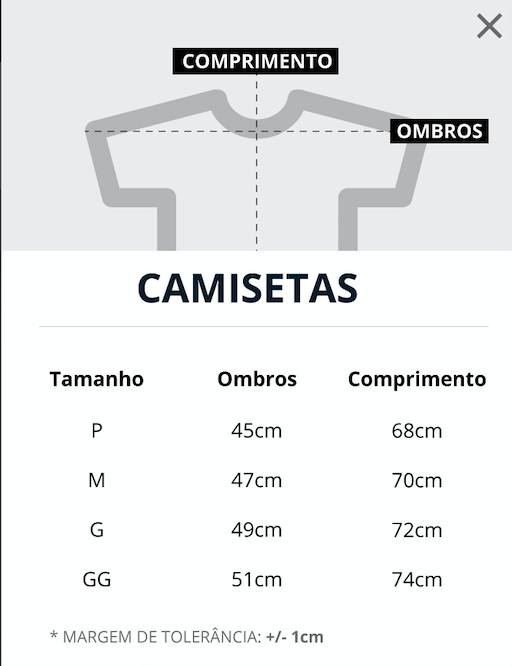 COMPRIMENTO
OMBROS
CAMISETAS
Tamanho Ombros Comprimento
P 45cm 68cm
M 47cm 70cm
G 49cm 72cm
GG 51cm 74cm
* MARGEM DE TOLERÂNCIA: +/- 1cm